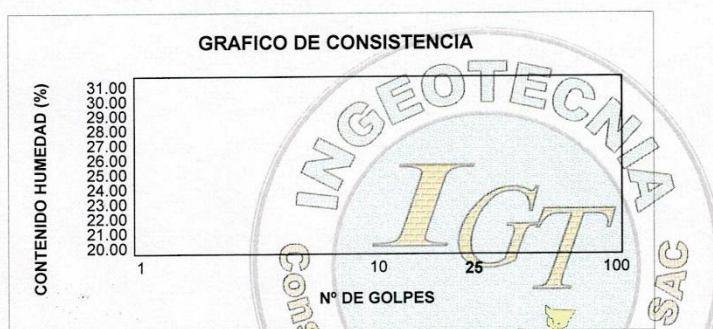 GRAFICO DE CONSISTENCIA
CONTENIDO HUMEDAD (%)
31.00
30.00
29.00
28.00
27.00
26.00
25.00
24.00
23.00
22.00
21.00
20.00
1 10 25 100
Nº DE GOLPES
INGEOTECNIA
IGT
SAC